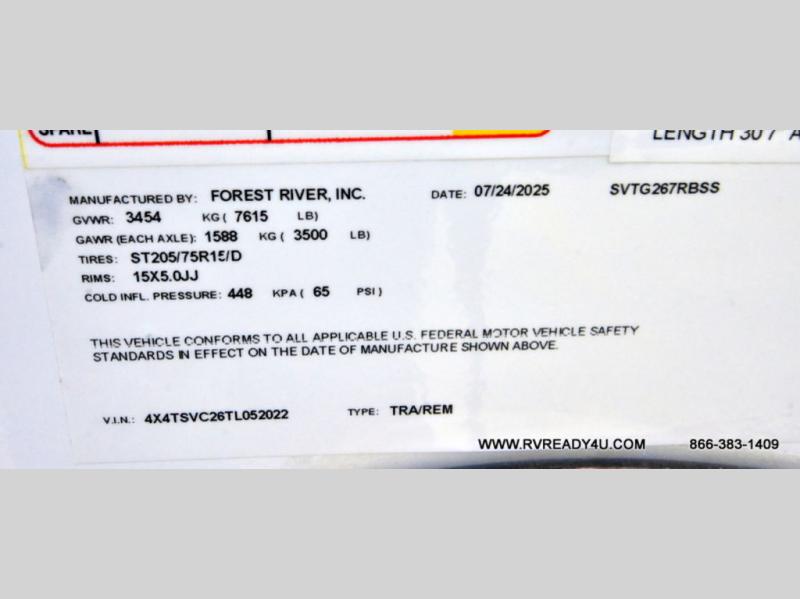 SPARE
LENGTH 30'7" A
MANUFACTURED BY: FOREST RIVER, INC. DATE: 07/24/2025 SVTG267RBSS
GVWR: 3454 KG ( 7615 LB)
GAWR (EACH AXLE): 1588 KG ( 3500 LB)
TIRES: ST205/75R15/D
RIMS: 15X5.0JJ
COLD INFL. PRESSURE: 448 KPA ( 65 PSI )
THIS VEHICLE CONFORMS TO ALL APPLICABLE U.S. FEDERAL MOTOR VEHICLE SAFETY
STANDARDS IN EFFECT ON THE DATE OF MANUFACTURE SHOWN ABOVE.
V.I.N.: 4X4TSVC26TL052022 TYPE: TRA/REM
WWW.RVREADY4U.COM 866-383-1409